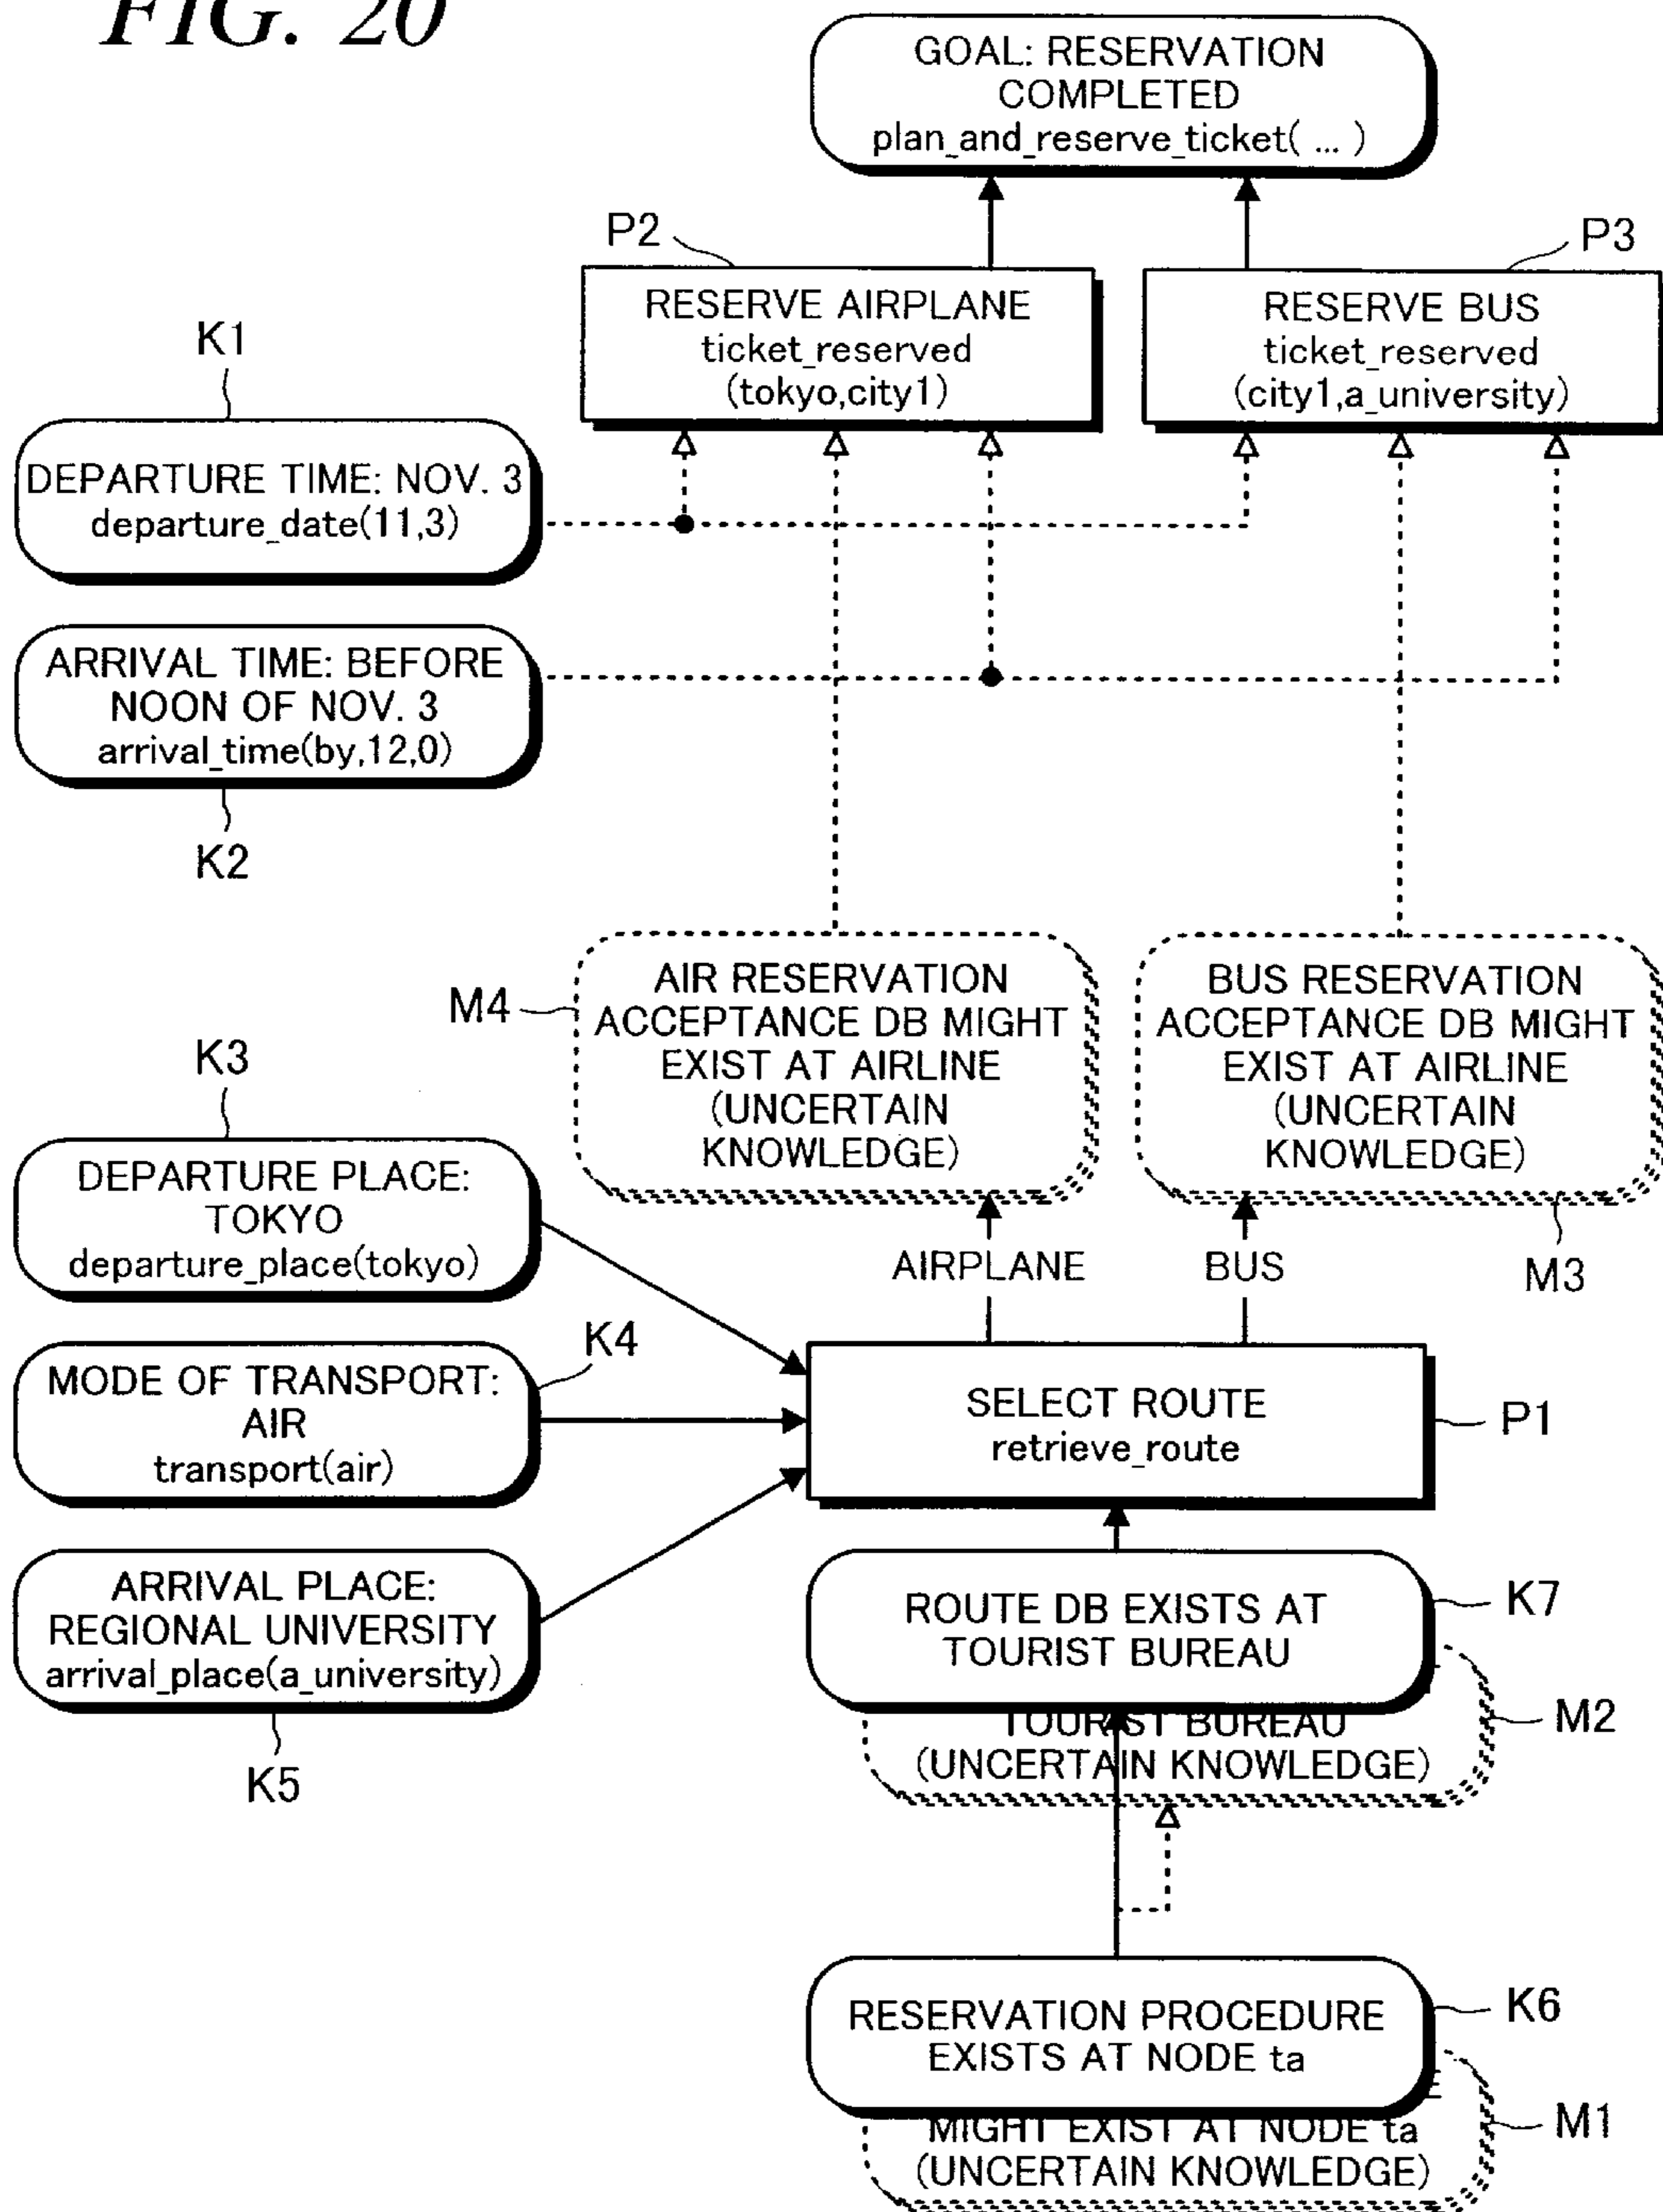 FIG. 20
GOAL: RESERVATION
COMPLETED
plan_and_reserve_ticket( ... )
P2
P3
RESERVE AIRPLANE
ticket_reserved
(tokyo,city1)
RESERVE BUS
ticket_reserved
(city1,a_university)
K1
DEPARTURE TIME: NOV. 3
departure_date(11,3)
ARRIVAL TIME: BEFORE
NOON OF NOV. 3
arrival_time(by,12,0)
K2
M4
AIR RESERVATION
ACCEPTANCE DB MIGHT
EXIST AT AIRLINE
(UNCERTAIN
KNOWLEDGE)
BUS RESERVATION
ACCEPTANCE DB MIGHT
EXIST AT AIRLINE
(UNCERTAIN
KNOWLEDGE)
M3
K3
DEPARTURE PLACE:
TOKYO
departure_place(tokyo)
AIRPLANE
BUS
K4
MODE OF TRANSPORT:
AIR
transport(air)
SELECT ROUTE
retrieve_route
P1
ARRIVAL PLACE:
REGIONAL UNIVERSITY
arrival_place(a_university)
K5
ROUTE DB EXISTS AT
TOURIST BUREAU
K7
TOURIST BUREAU
(UNCERTAIN KNOWLEDGE)
M2
RESERVATION PROCEDURE
EXISTS AT NODE ta
K6
MIGHT EXIST AT NODE ta
(UNCERTAIN KNOWLEDGE)
M1